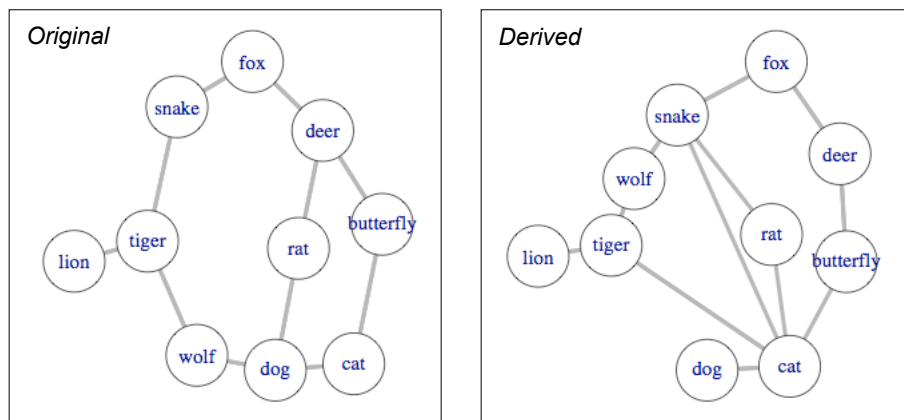 Original
fox
snake
deer
butterfly
tiger
rat
lion
wolf
dog
cat
Derived
fox
snake
deer
wolf
rat
tiger
lion
butterfly
dog
cat